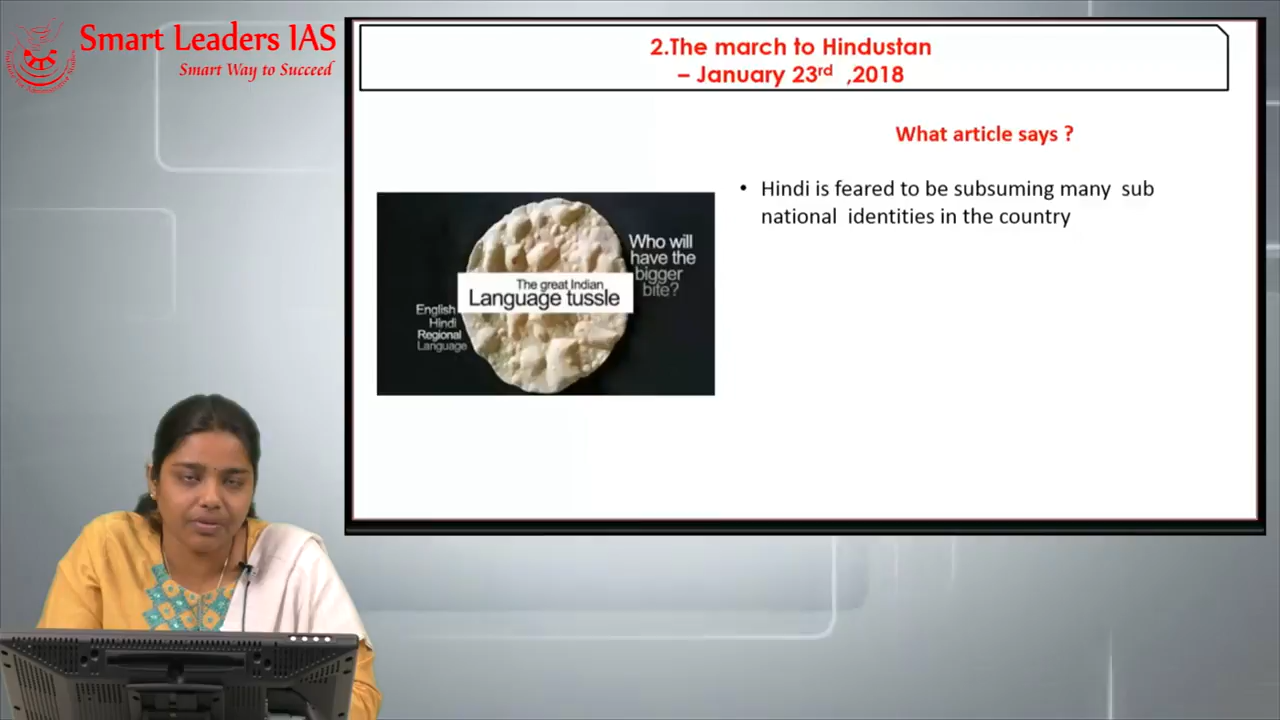 Smart Leaders IAS
Smart Way to Succeed
2.The march to Hindustan
– January 23rd ,2018
What article says ?
• Hindi is feared to be subsuming many sub
national identities in the country
Who will
have the
bigger
bite?
The great Indian
Language tussle
English
Hindi
Regional
Language